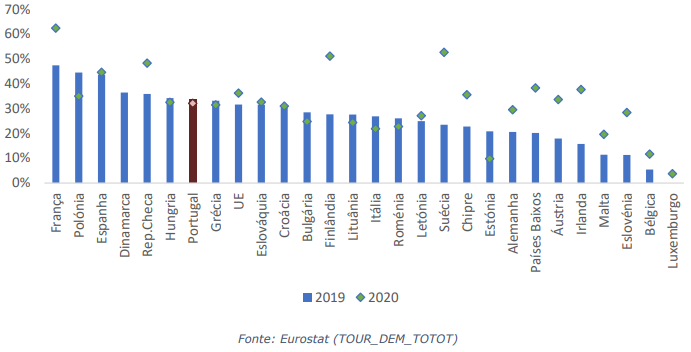 70%
60%
50%
40%
30%
20%
10%
0%
França
Polónia
Espanha
Dinamarca
Rep.Checa
Hungria
Portugal
Grécia
UE
Eslováquia
Croácia
Bulgária
Finlândia
Lituânia
Itália
Roménia
Letónia
Suécia
Chipre
Estónia
Alemanha
Países Baixos
Áustria
Irlanda
Malta
Eslovénia
Bélgica
Luxemburgo
2019 2020
Fonte: Eurostat (TOUR_DEM_TOTOT)